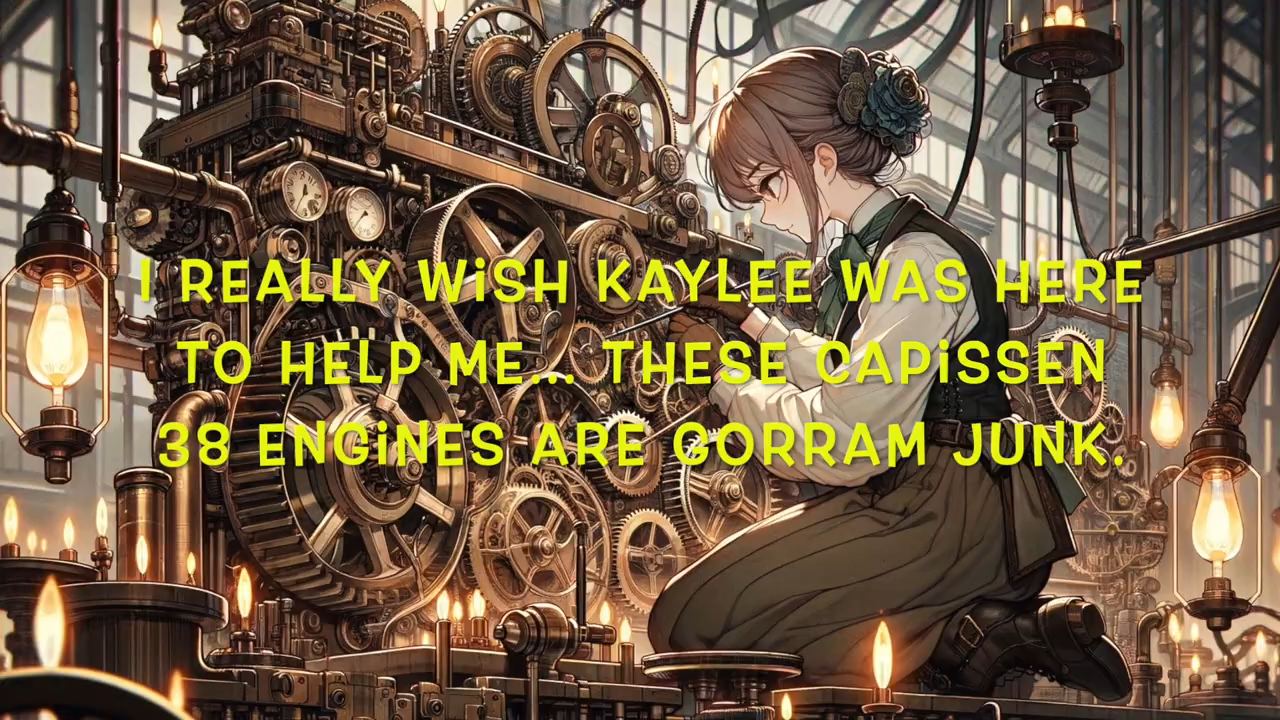 I REALLY WiSH KAYLEE WAS HERE
TO HELP ME... THESE CAPiSSEN
38 ENGiNES ARE GORRAM JUNK.